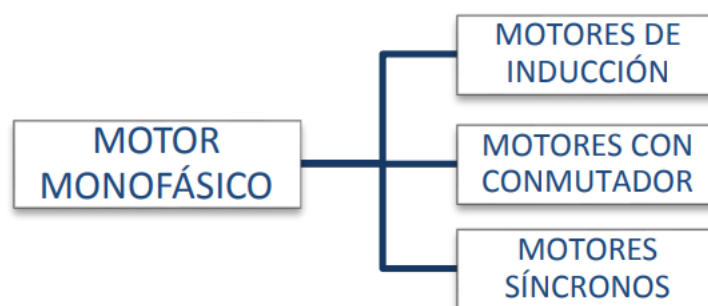 MOTOR
MONOFÁSICO
MOTORES DE
INDUCCIÓN
MOTORES CON
CONMUTADOR
MOTORES
SÍNCRONOS